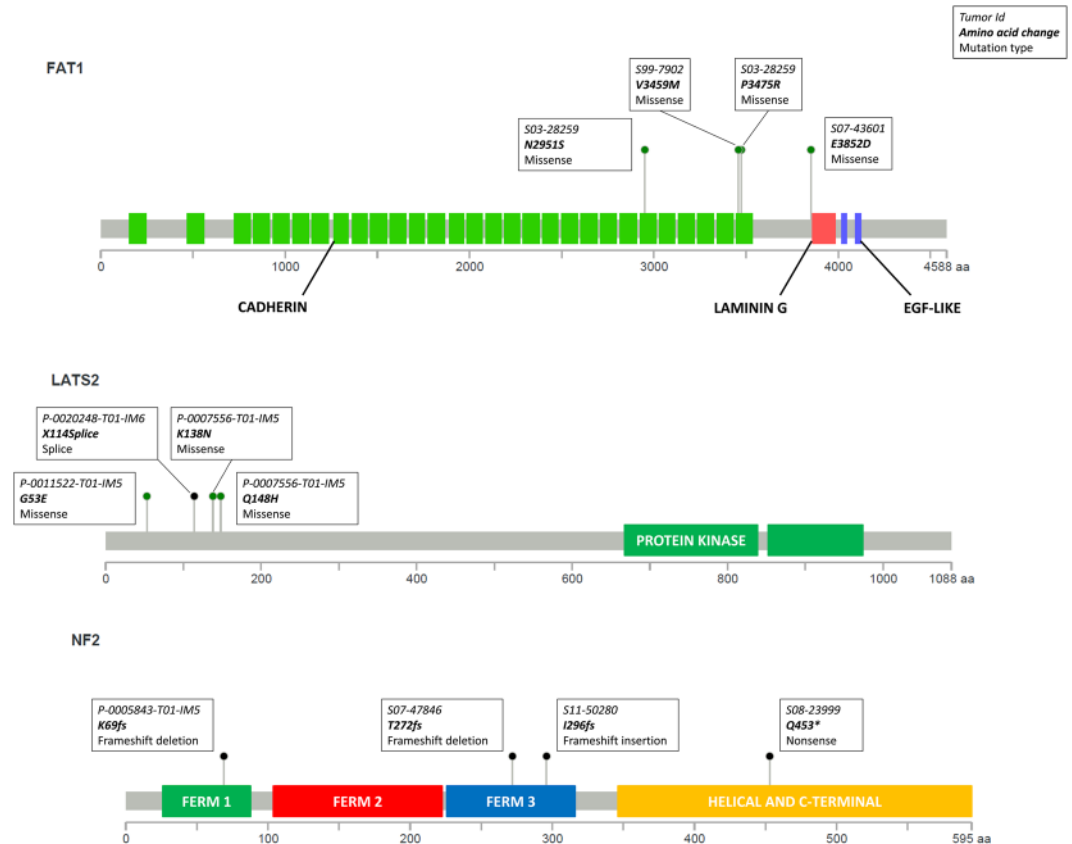 Tumor Id
Amino acid change
Mutation type
FAT1
S99-7902
V3459M
Missense
S03-28259
P3475R
Missense
S03-28259
N2951S
Missense
S07-43601
E3852D
Missense
0 1000 2000 3000 4000 4588 aa
CADHERIN LAMININ G EGF-LIKE
LATS2
P-0020248-T01-IM6
X114Splice
Splice
P-0007556-T01-IM5
K138N
Missense
P-0011522-T01-IM5
G53E
Missense
P-0007556-T01-IM5
Q148H
Missense
PROTEIN KINASE
0 200 400 600 800 1000 1088 aa
NF2
P-0005843-T01-IM5
K69fs
Frameshift deletion
S07-47846
T272fs
Frameshift deletion
S11-50280
I296fs
Frameshift insertion
S08-23999
Q453*
Nonsense
FERM 1 FERM 2 FERM 3 HELICAL AND C-TERMINAL
0 100 200 300 400 500 595 aa